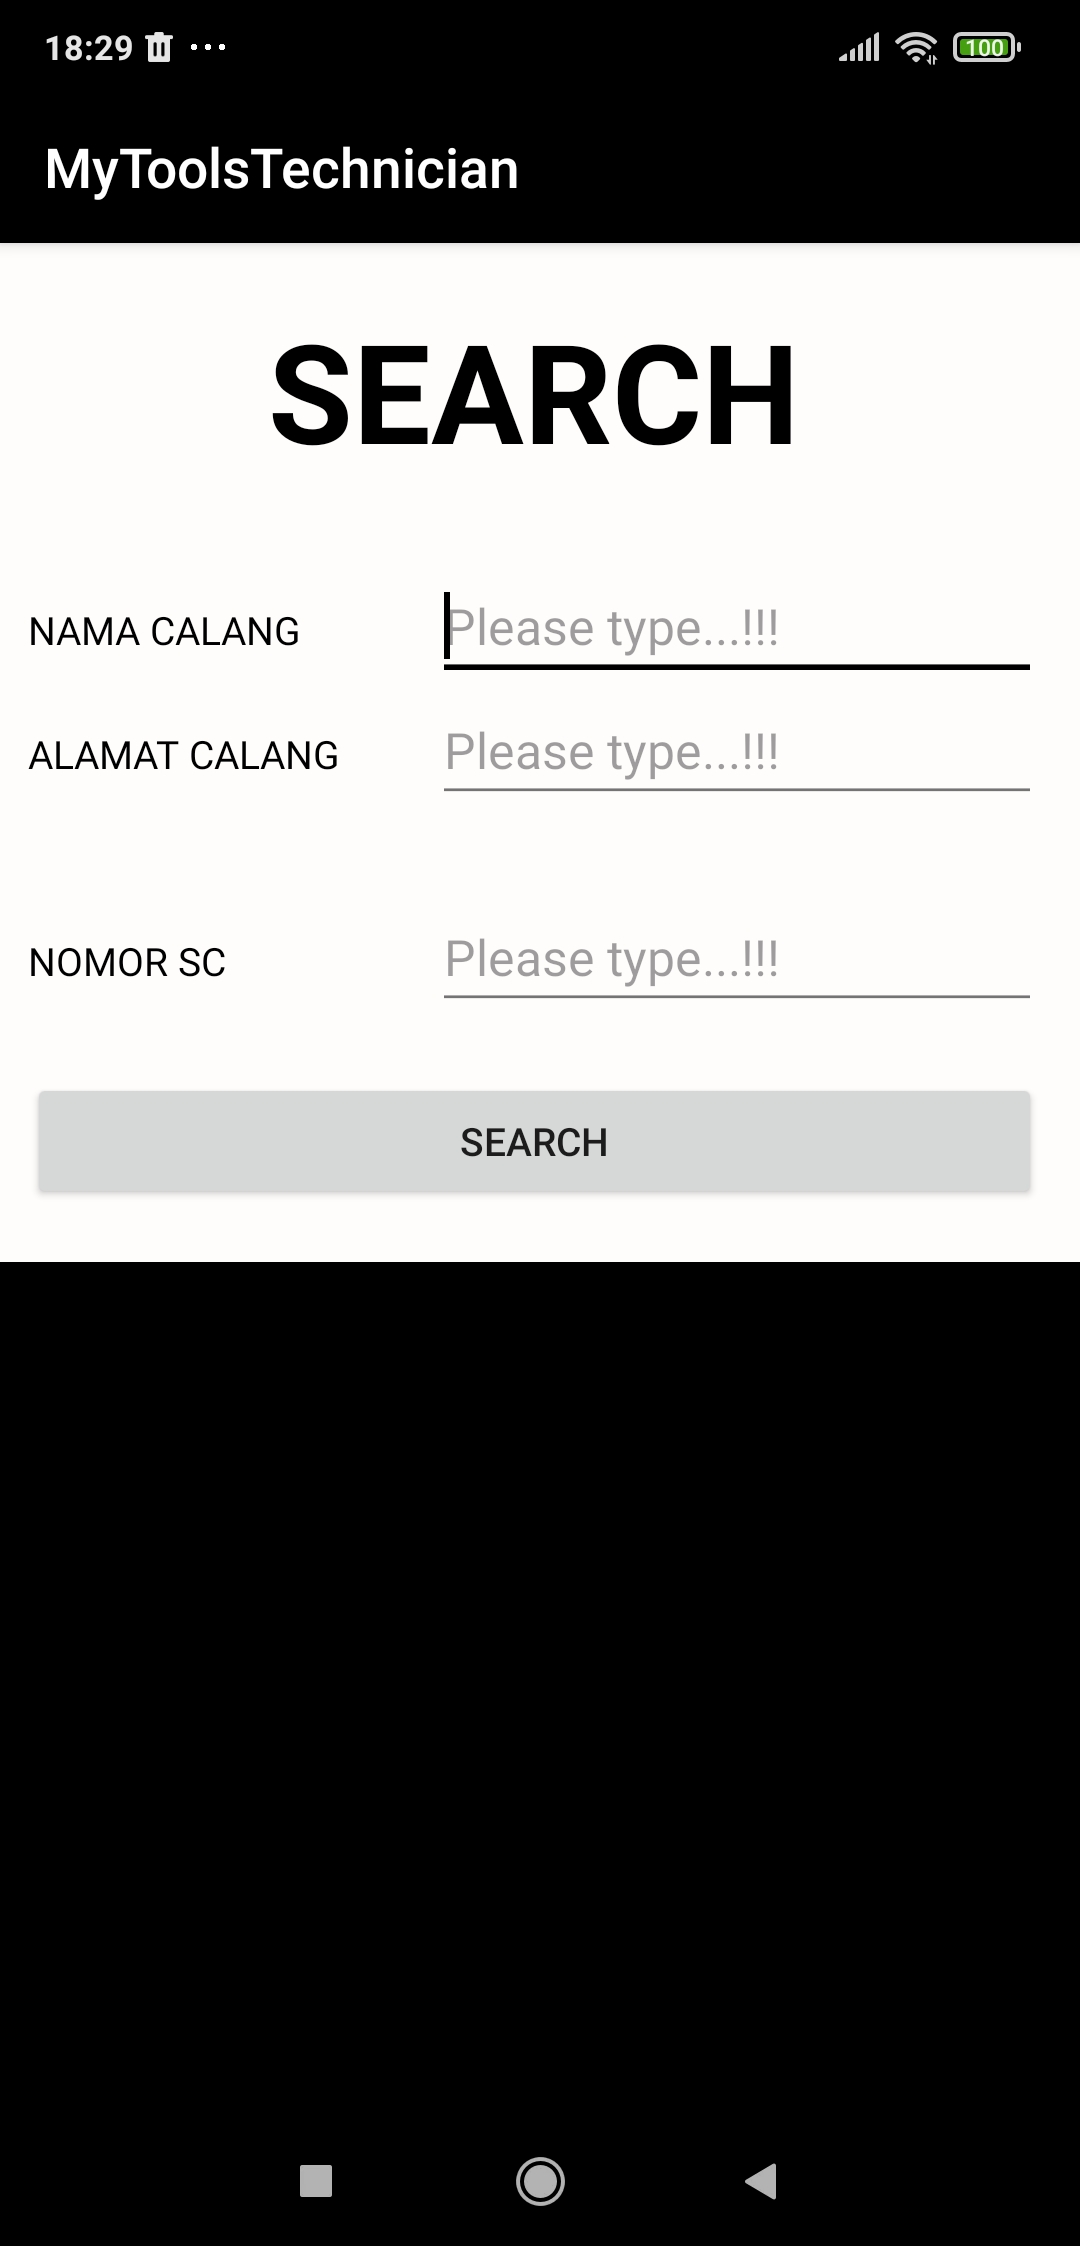 18:29
100
MyToolsTechnician
SEARCH
NAMA CALANG
Please type...!!!
ALAMAT CALANG
Please type...!!!
NOMOR SC
Please type...!!!
SEARCH